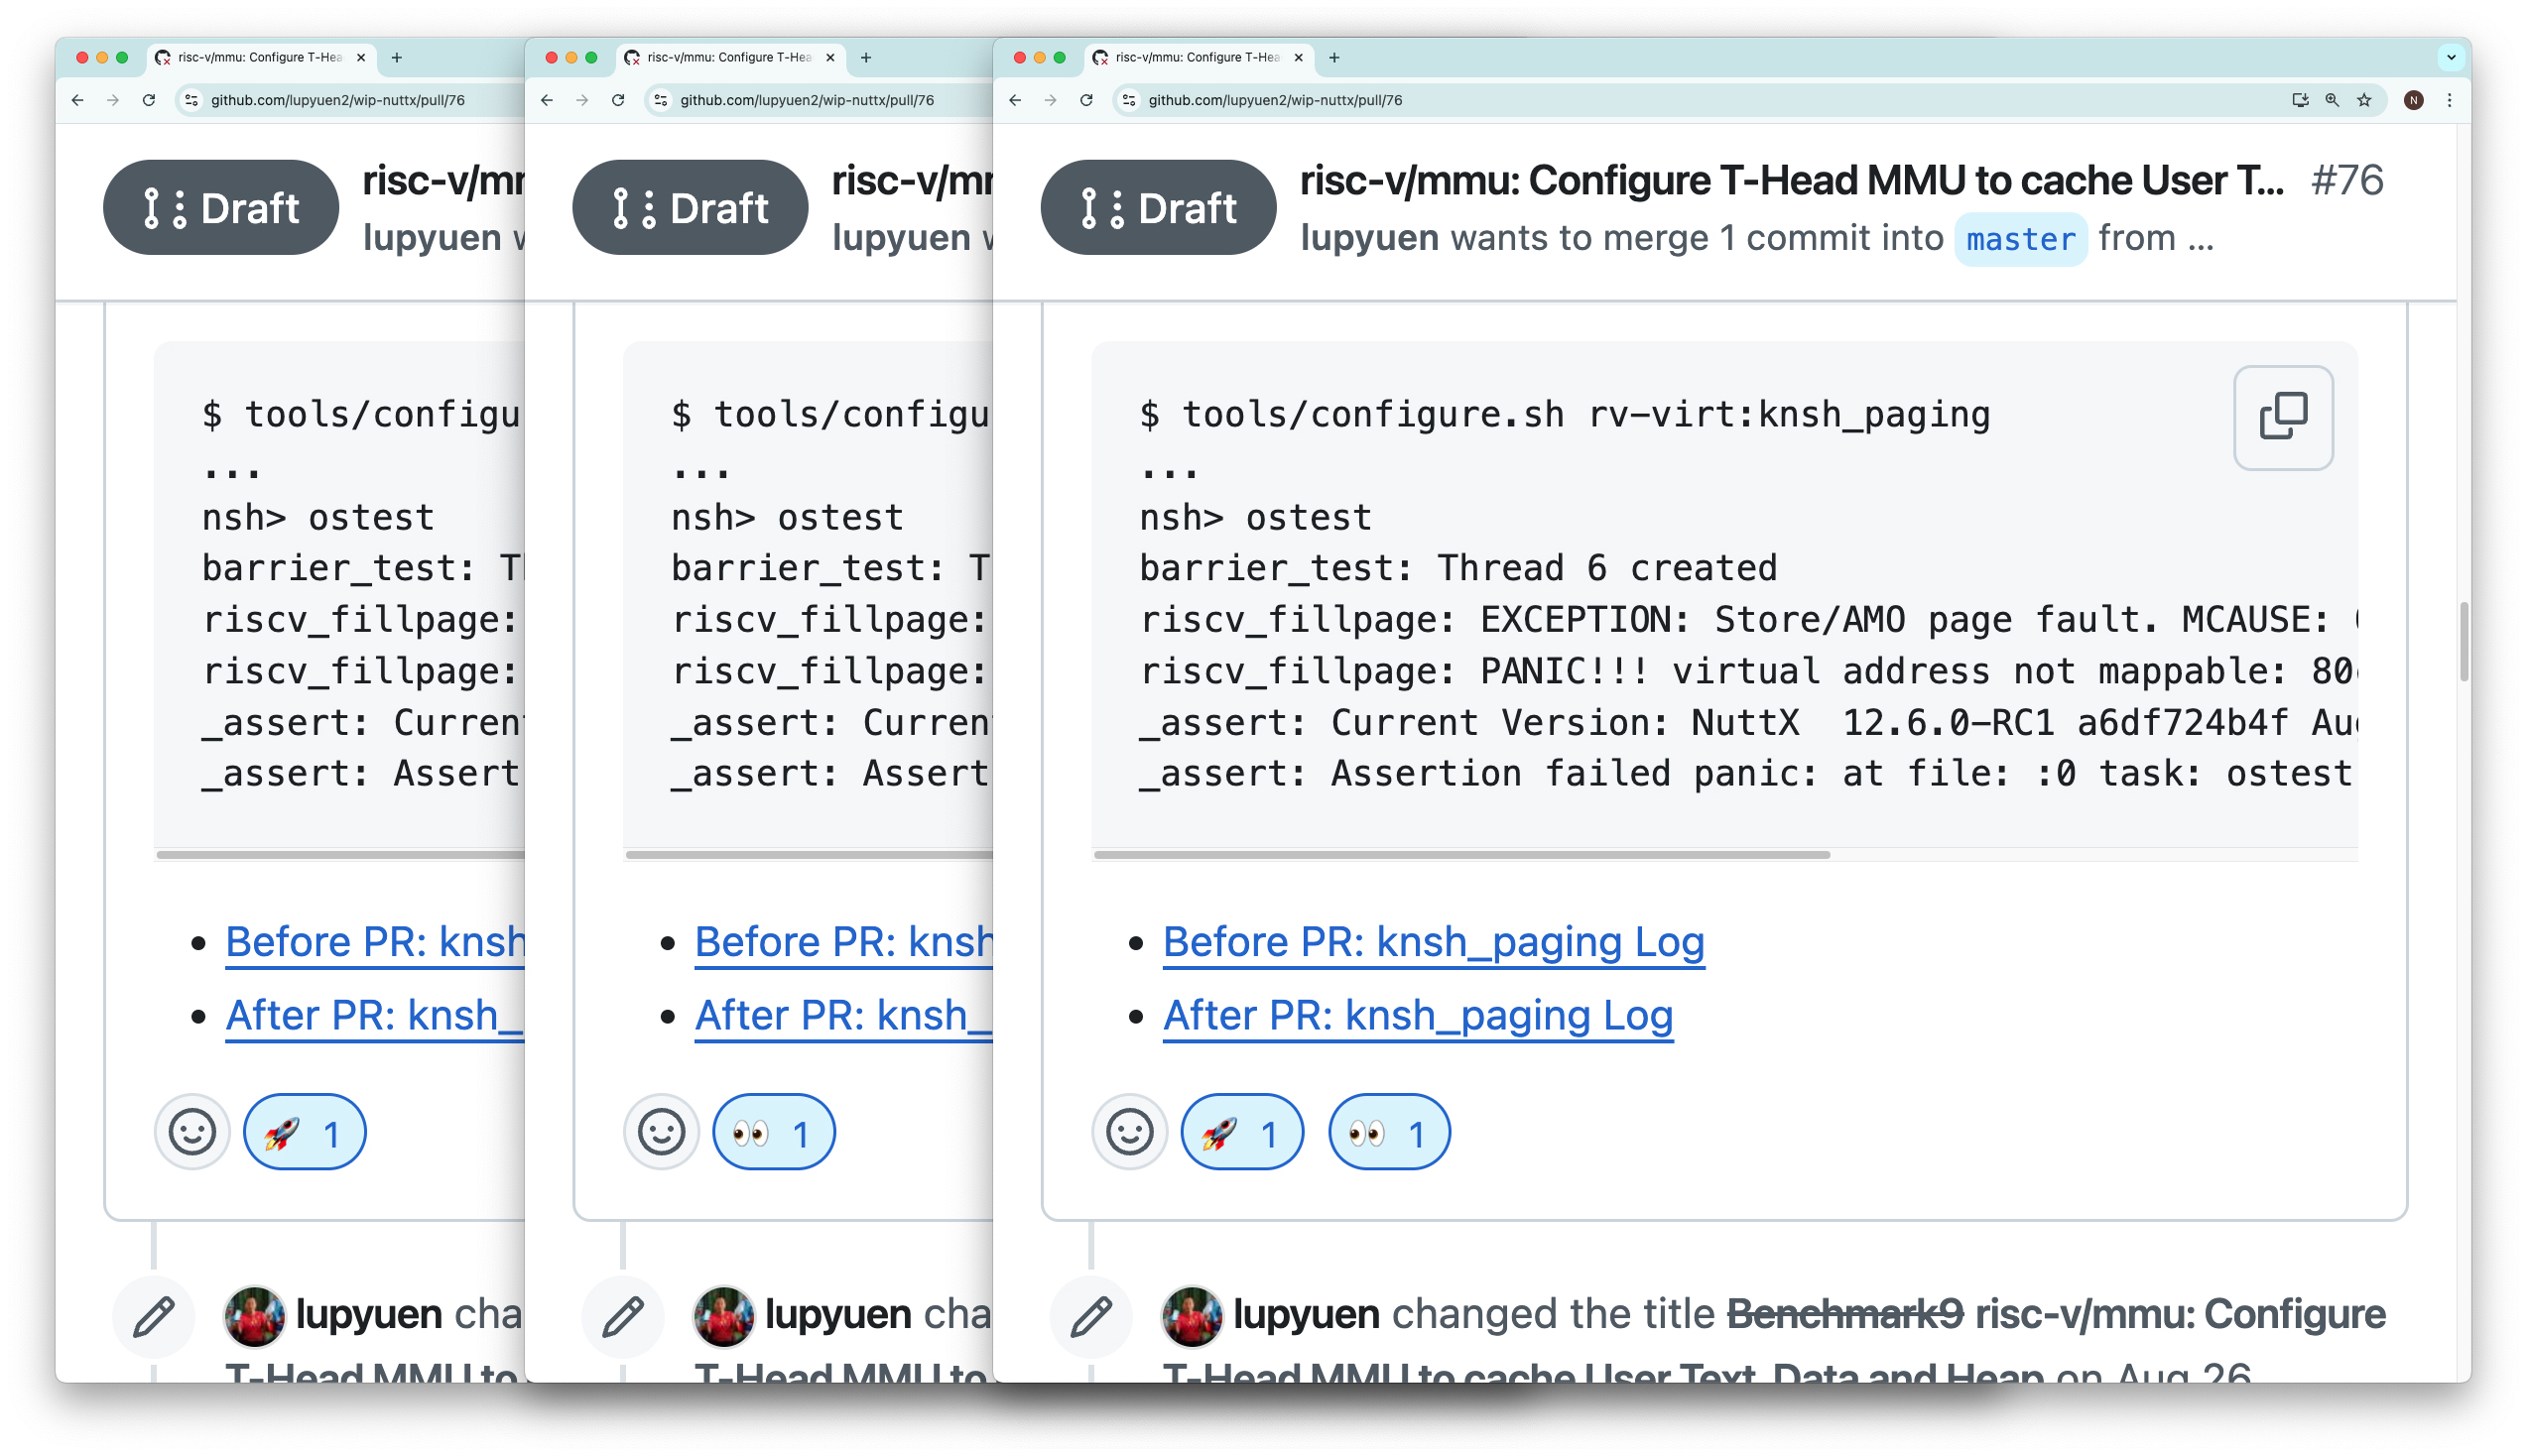 risc-v/mmu: Configure T-Hea
github.com/lupyuen2/wip-nuttx/pull/76
Draft
risc-v/mm
lupyuen w
$ tools/configu
...
nsh> ostest
barrier_test: Th
riscv_fillpage:
riscv_fillpage:
_assert: Current
_assert: Assert
Before PR: knsh
After PR: knsh_
1
lupyuen cha
T-Head MMU to
risc-v/mmu: Configure T-Hea
github.com/lupyuen2/wip-nuttx/pull/76
Draft
risc-v/mm
lupyuen w
$ tools/configu
...
nsh> ostest
barrier_test: T
riscv_fillpage:
riscv_fillpage:
_assert: Current
_assert: Assert
Before PR: knsh
After PR: knsh_
1
lupyuen cha
T-Head MMU to
risc-v/mmu: Configure T-Hea
github.com/lupyuen2/wip-nuttx/pull/76
N
Draft
risc-v/mmu: Configure T-Head MMU to cache User T... #76
lupyuen wants to merge 1 commit into master from ...
$ tools/configure.sh rv-virt:knsh_paging
...
nsh> ostest
barrier_test: Thread 6 created
riscv_fillpage: EXCEPTION: Store/AMO page fault. MCAUSE:
riscv_fillpage: PANIC!!! virtual address not mappable: 80
_assert: Current Version: NuttX  12.6.0-RC1 a6df724b4f Aug
_assert: Assertion failed panic: at file: :0 task: ostest
Before PR: knsh_paging Log
After PR: knsh_paging Log
1 1
lupyuen changed the title Benchmark9 risc-v/mmu: Configure
T-Head MMU to cache User Text, Data and Heap on Aug 26